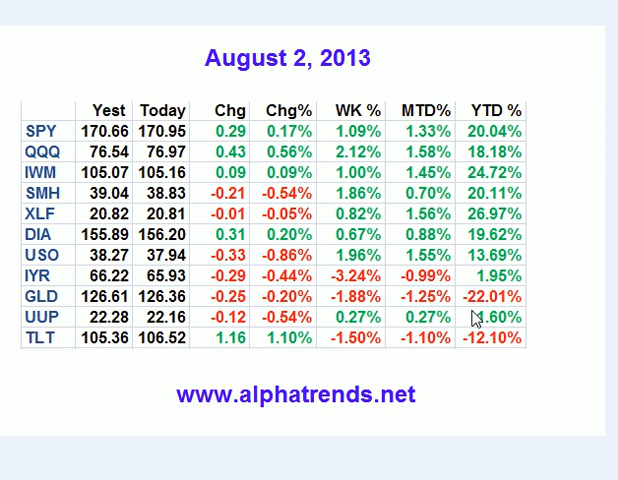 August 2, 2013
Yest Today Chg Chg% WK % MTD% YTD %
SPY 170.66 170.95 0.29 0.17% 1.09% 1.33% 20.04%
QQQ 76.54 76.97 0.43 0.56% 2.12% 1.58% 18.18%
IWM 105.07 105.16 0.09 0.09% 1.00% 1.45% 24.72%
SMH 39.04 38.83 -0.21 -0.54% 1.86% 0.70% 20.11%
XLF 20.82 20.81 -0.01 -0.05% 0.82% 1.56% 26.97%
DIA 155.89 156.20 0.31 0.20% 0.67% 0.88% 19.62%
USO 38.27 37.94 -0.33 -0.86% 1.96% 1.55% 13.69%
IYR 66.22 65.93 -0.29 -0.44% -3.24% -0.99% 1.95%
GLD 126.61 126.36 -0.25 -0.20% -1.88% -1.25% -22.01%
UUP 22.28 22.16 -0.12 -0.54% 0.27% 0.27% 1.60%
TLT 105.36 106.52 1.16 1.10% -1.50% -1.10% -12.10%
www.alphatrends.net